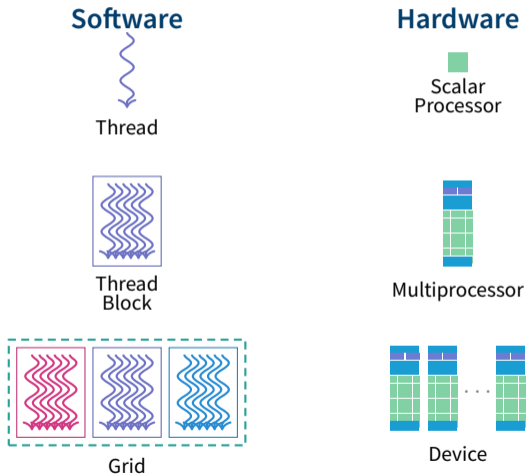 Software
Hardware
Thread
Scalar
Processor
Thread
Block
Multiprocessor
. . .
Grid
Device